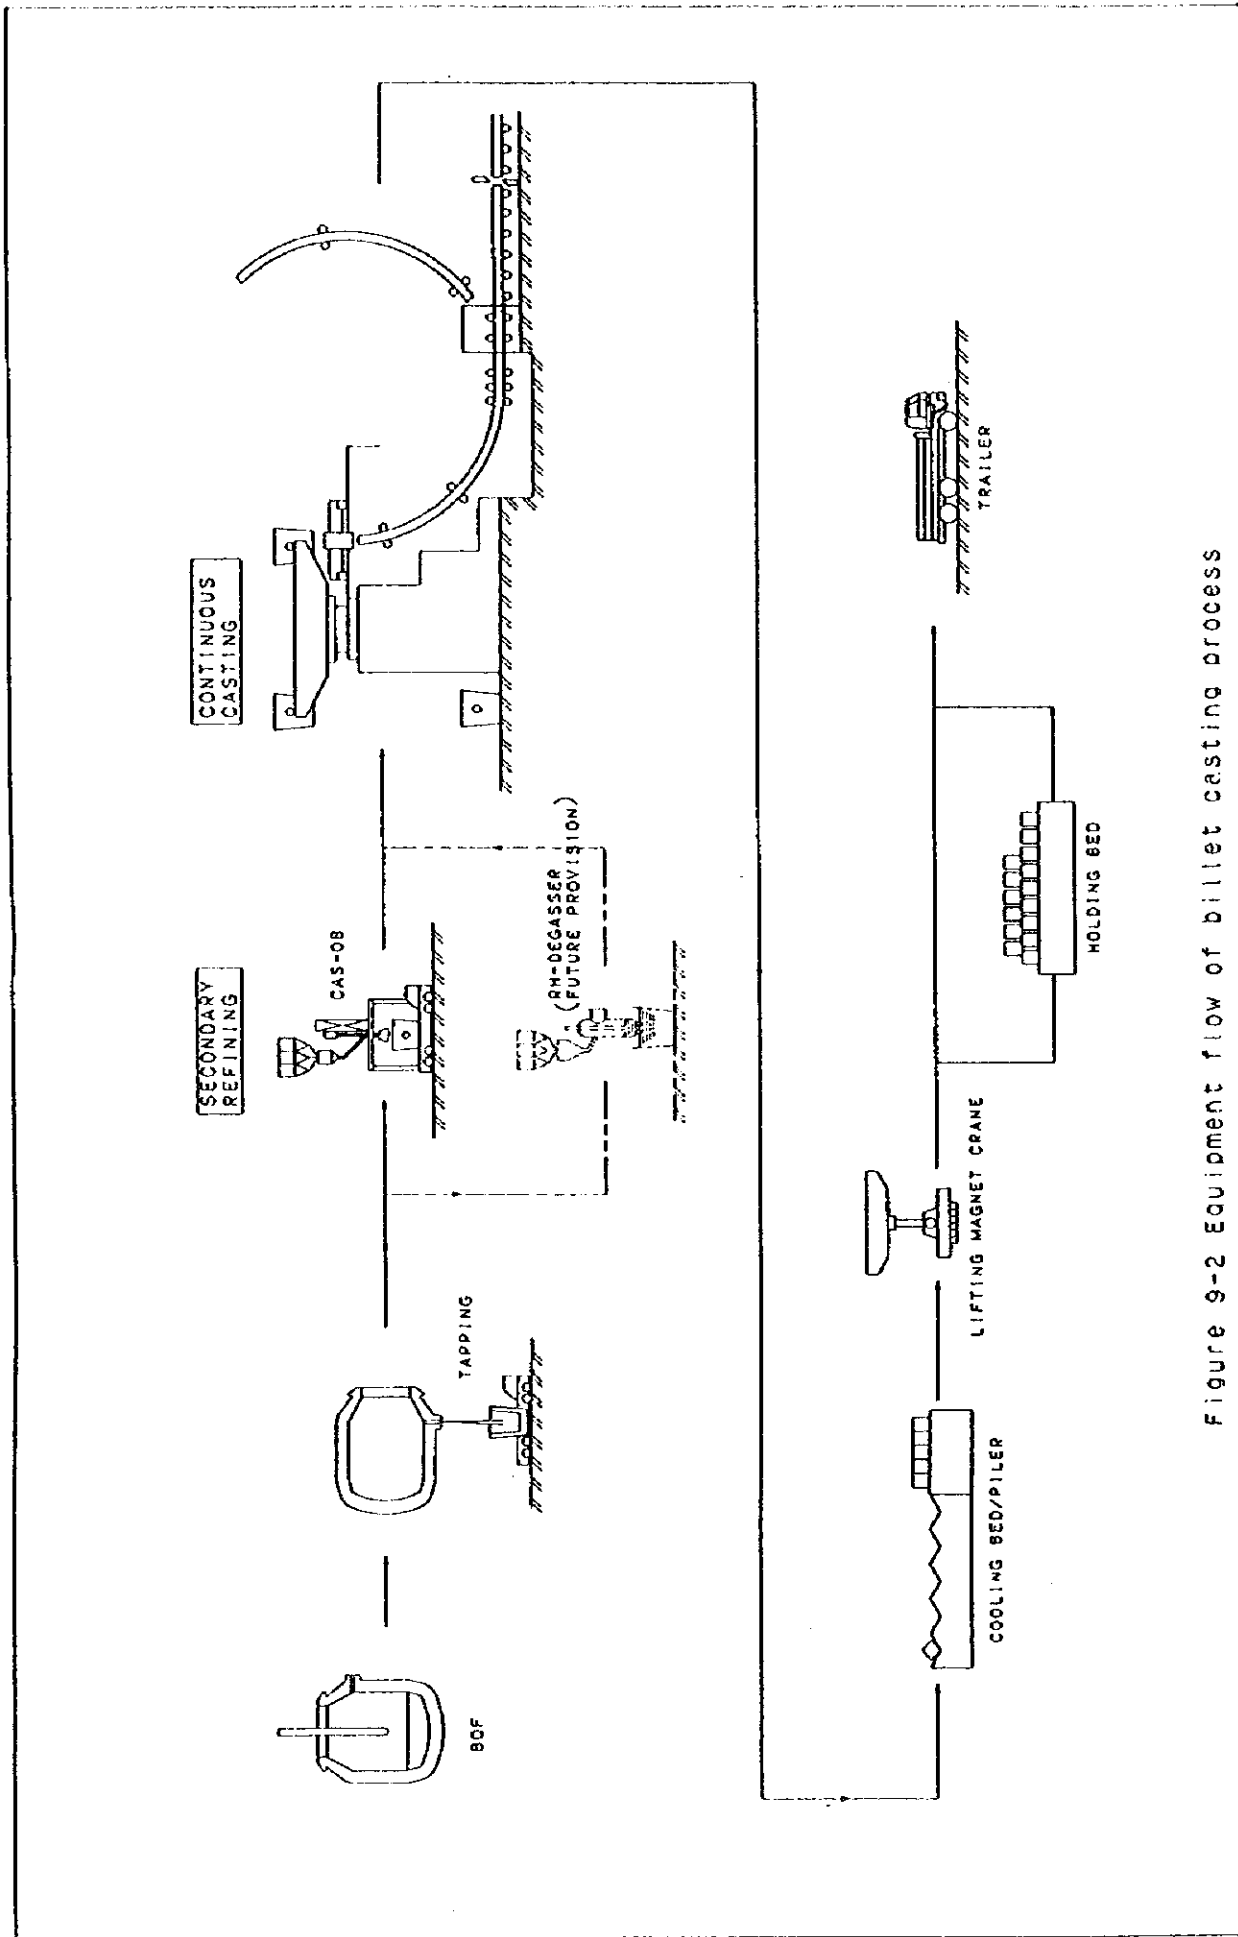 SECONDARY
REFINING
CONTINUOUS
CASTING
BOF
TAPPING
CAS-OB
(RH-DEGASSER
FUTURE PROVISION)
COOLING BED/PILER
LIFTING MAGNET CRANE
HOLDING BED
TRAILER
Figure 9-2 Equipment flow of billet casting process